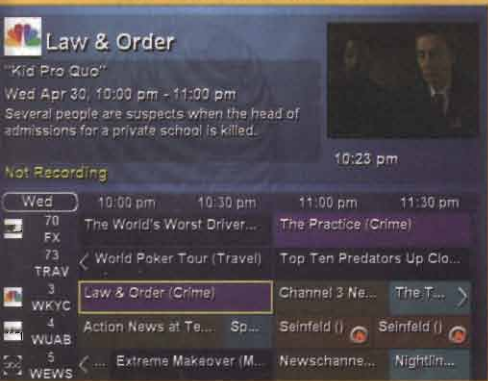 Law & Order
"Kid Pro Quo"
Wed Apr 30, 10:00 pm - 11:00 pm
Several people are suspects when the head of
admissions for a private school is killed.
10:23 pm
Not Recording
Wed 10:00 pm 10:30 pm 11:00 pm 11:30 pm
70 FX The World's Worst Driver... The Practice (Crime)
73 TRAV World Poker Tour (Travel) Top Ten Predators Up Clo...
3 WKYC Law & Order (Crime) Channel 3 Ne... The T...
4 WUAB Action News at Te... Sp... Seinfeld () Seinfeld ()
5 WEWS ... Extreme Makeover (M... Newschanne... Nightlin...